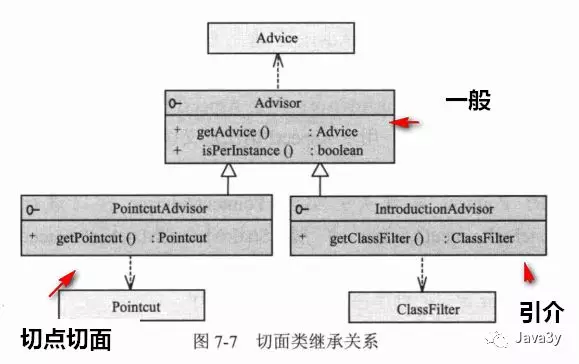 Advice
Advisor
一般
+ getAdvice () : Advice
+ isPerInstance () : boolean
PointcutAdvisor
IntroductionAdvisor
+ getPointcut () : Pointcut
+ getClassFilter () : ClassFilter
Pointcut
ClassFilter
切点切面
引介
图 7-7 切面类继承关系
Java3y